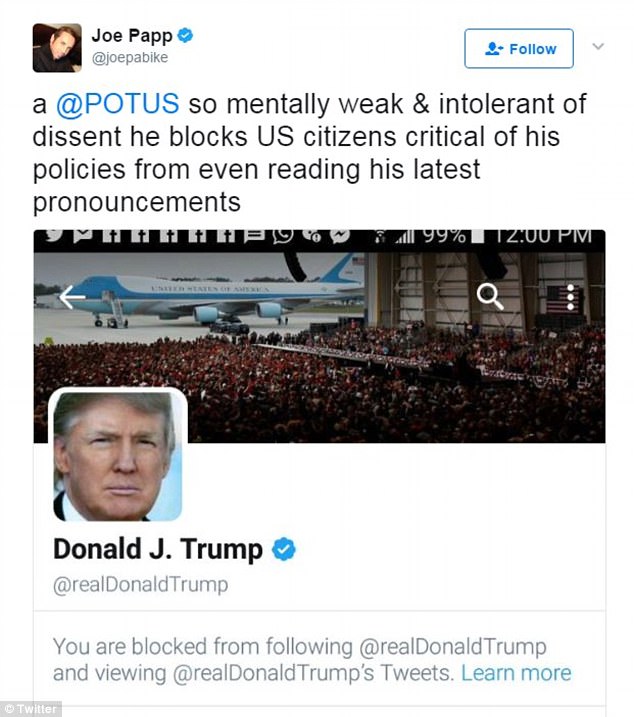 Joe Papp
@joepabike
Follow
a @POTUS so mentally weak & intolerant of
dissent he blocks US citizens critical of his
policies from even reading his latest
pronouncements
99% 12:00 PM
UNITED STATES OF AMERICA
Donald J. Trump
@realDonaldTrump
You are blocked from following @realDonaldTrump
and viewing @realDonaldTrump's Tweets. Learn more
© Twitter